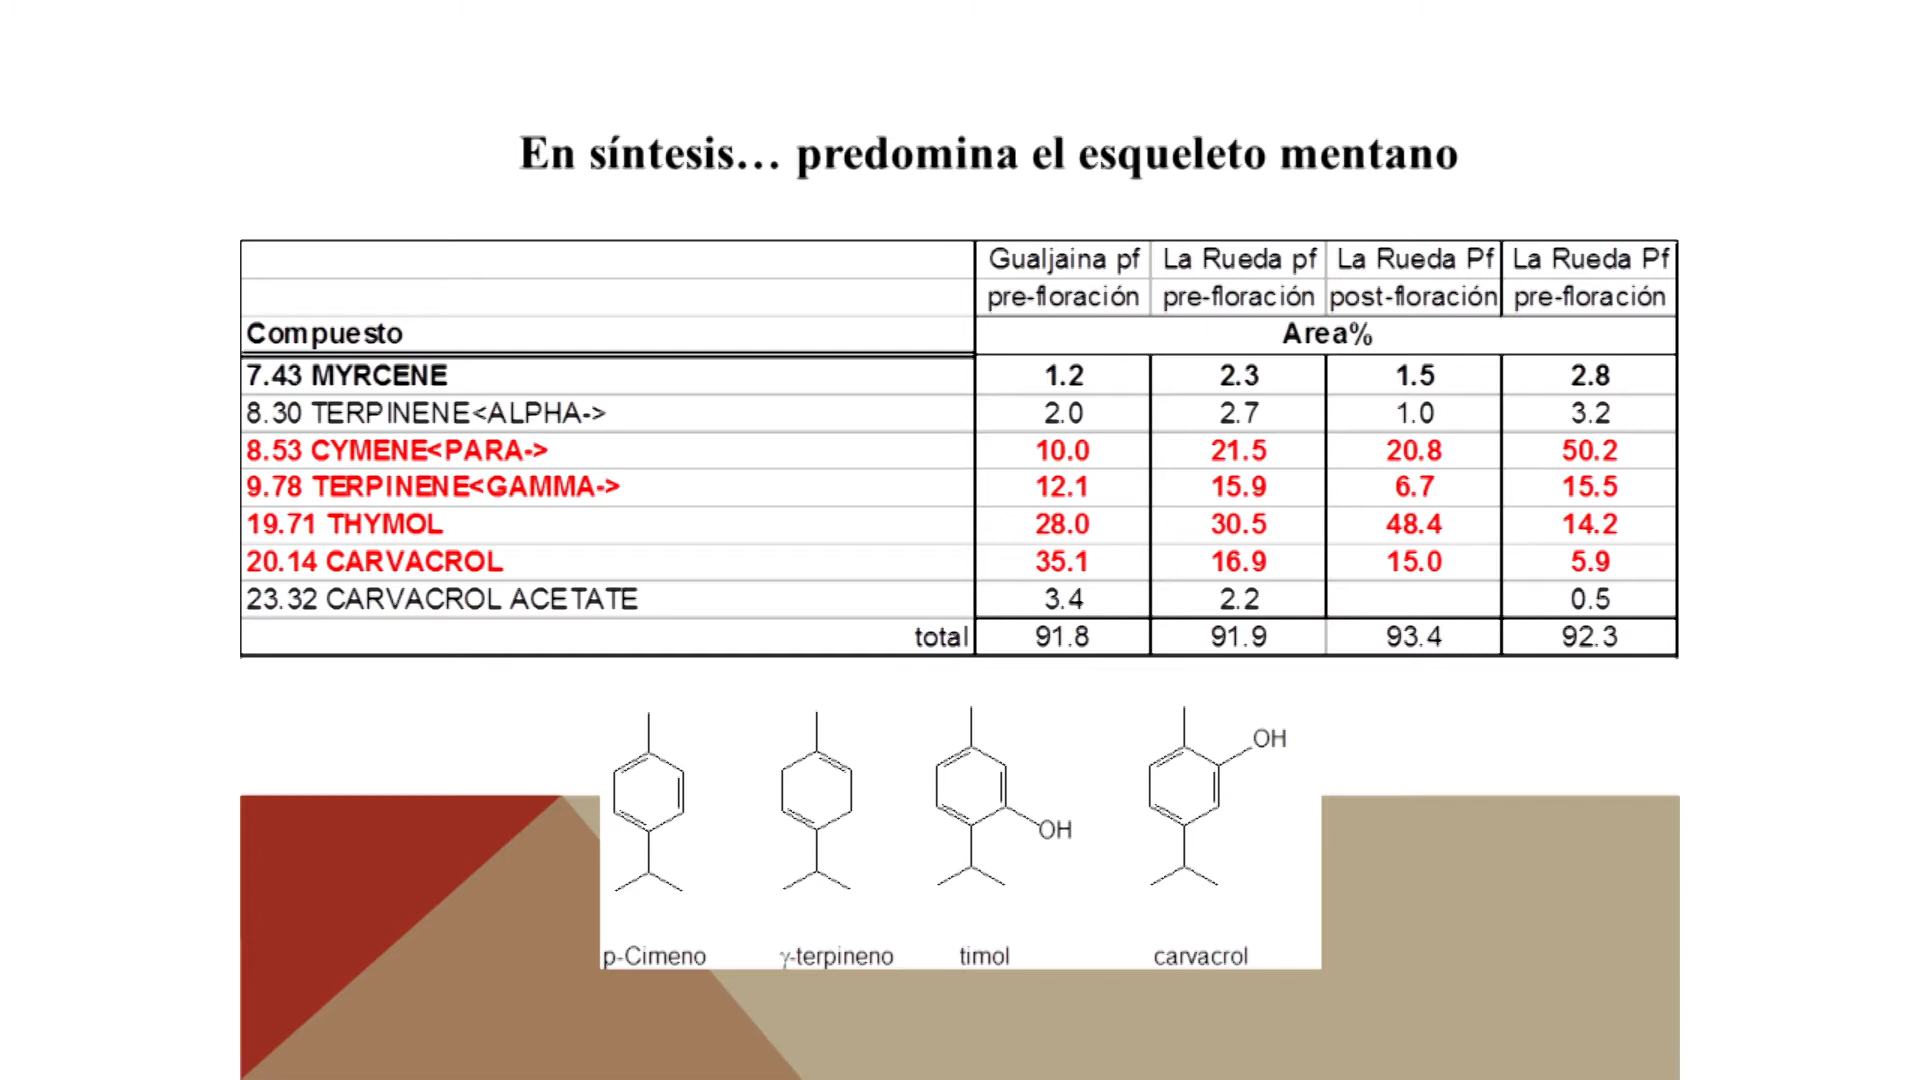 En síntesis… predomina el esqueleto mentano
Gualjaina pf La Rueda pf La Rueda Pf La Rueda Pf
pre-floración pre-floración post-floración pre-floración
Compuesto Area%
7.43 MYRCENE 1.2 2.3 1.5 2.8
8.30 TERPINENE<ALPHA-> 2.0 2.7 1.0 3.2
8.53 CYMENE<PARA-> 10.0 21.5 20.8 50.2
9.78 TERPINENE<GAMMA-> 12.1 15.9 6.7 15.5
19.71 THYMOL 28.0 30.5 48.4 14.2
20.14 CARVACROL 35.1 16.9 15.0 5.9
23.32 CARVACROL ACETATE 3.4 2.2 0.5
total 91.8 91.9 93.4 92.3
OH
OH
p-Cimeno γ-terpineno timol carvacrol